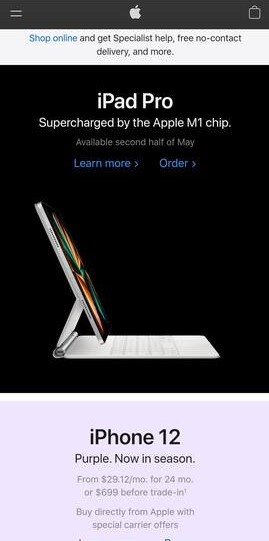 Shop online and get Specialist help, free no-contact
delivery, and more.
iPad Pro
Supercharged by the Apple M1 chip.
Available second half of May
Learn more >
Order >
iPhone 12
Purple. Now in season.
From $29.12/mo. for 24 mo.
or $699 before trade-in¹
Buy directly from Apple with
special carrier offers